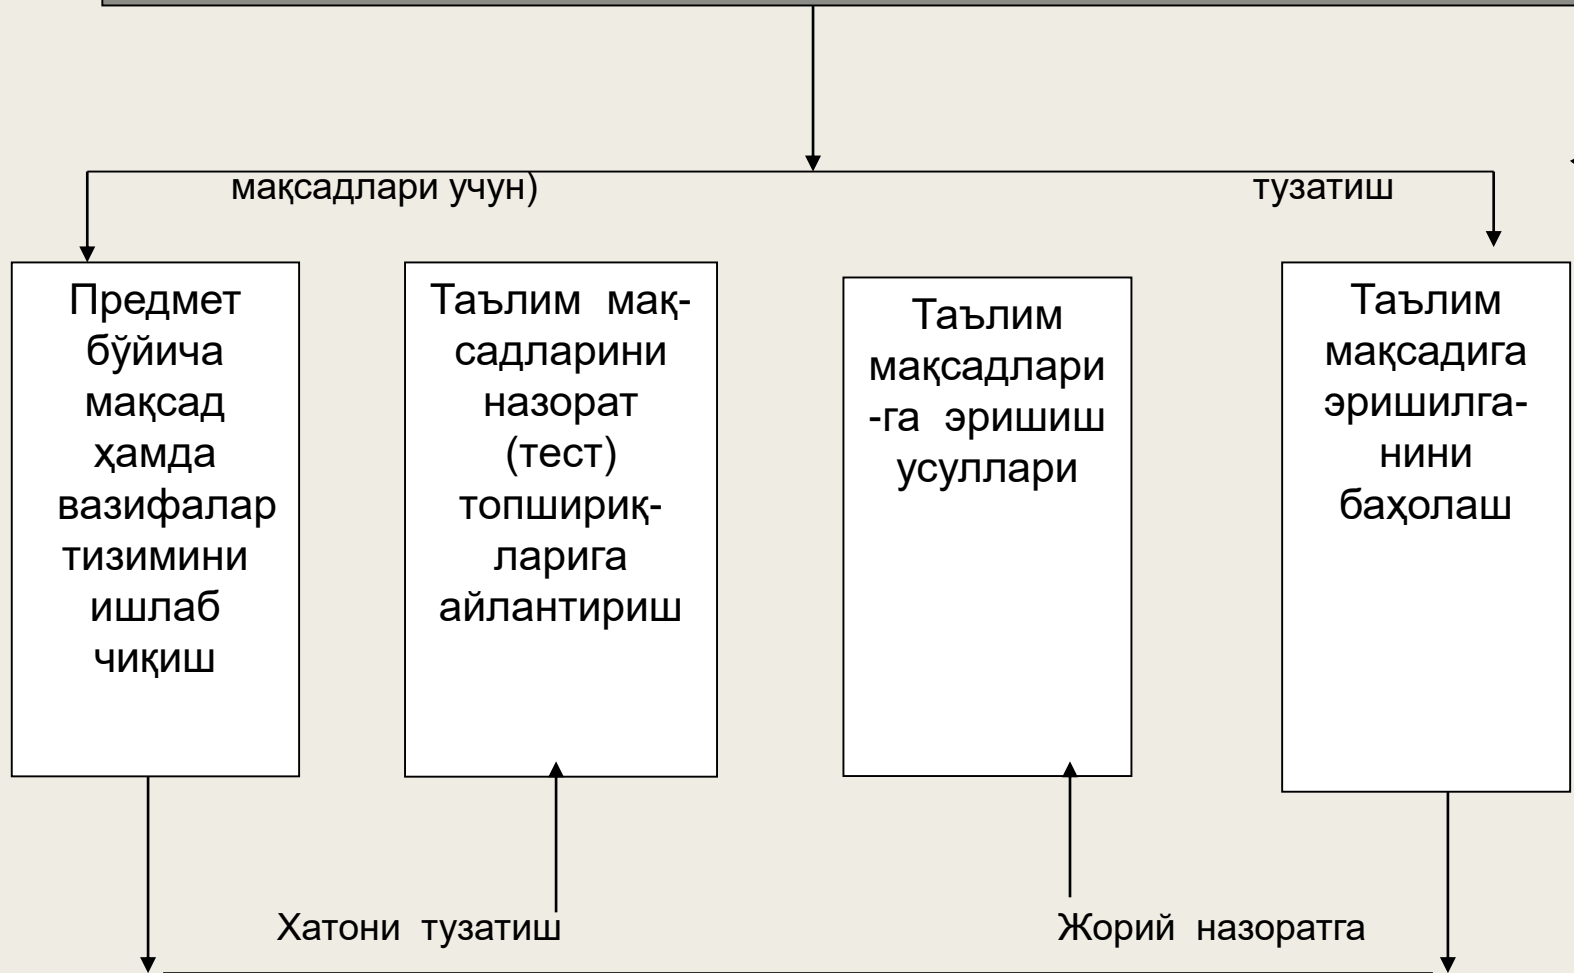 мақсадлари учун)
тузатиш
Предмет
бўйича
мақсад
ҳамда
вазифалар
тизимини
ишлаб
чиқиш
Таълим мақ-
садларини
назорат
(тест)
топшириқ-
ларига
айлантириш
Таълим
мақсадлари
-га эришиш
усуллари
Таълим
мақсадига
эришилга-
нини
баҳолаш
Хатони тузатиш
Жорий назоратга